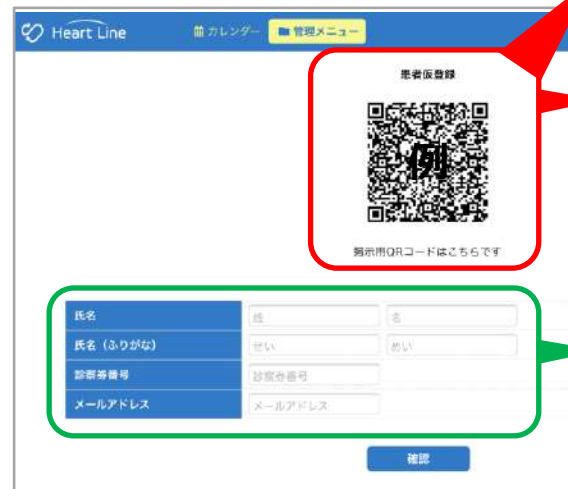 Heart Line
カレンダー 管理メニュー
患者仮登録
例
掲示用QRコードはこちらです
氏名 姓 名
氏名（ふりがな） せい めい
診察券番号 診察券番号
メールアドレス メールアドレス
確認